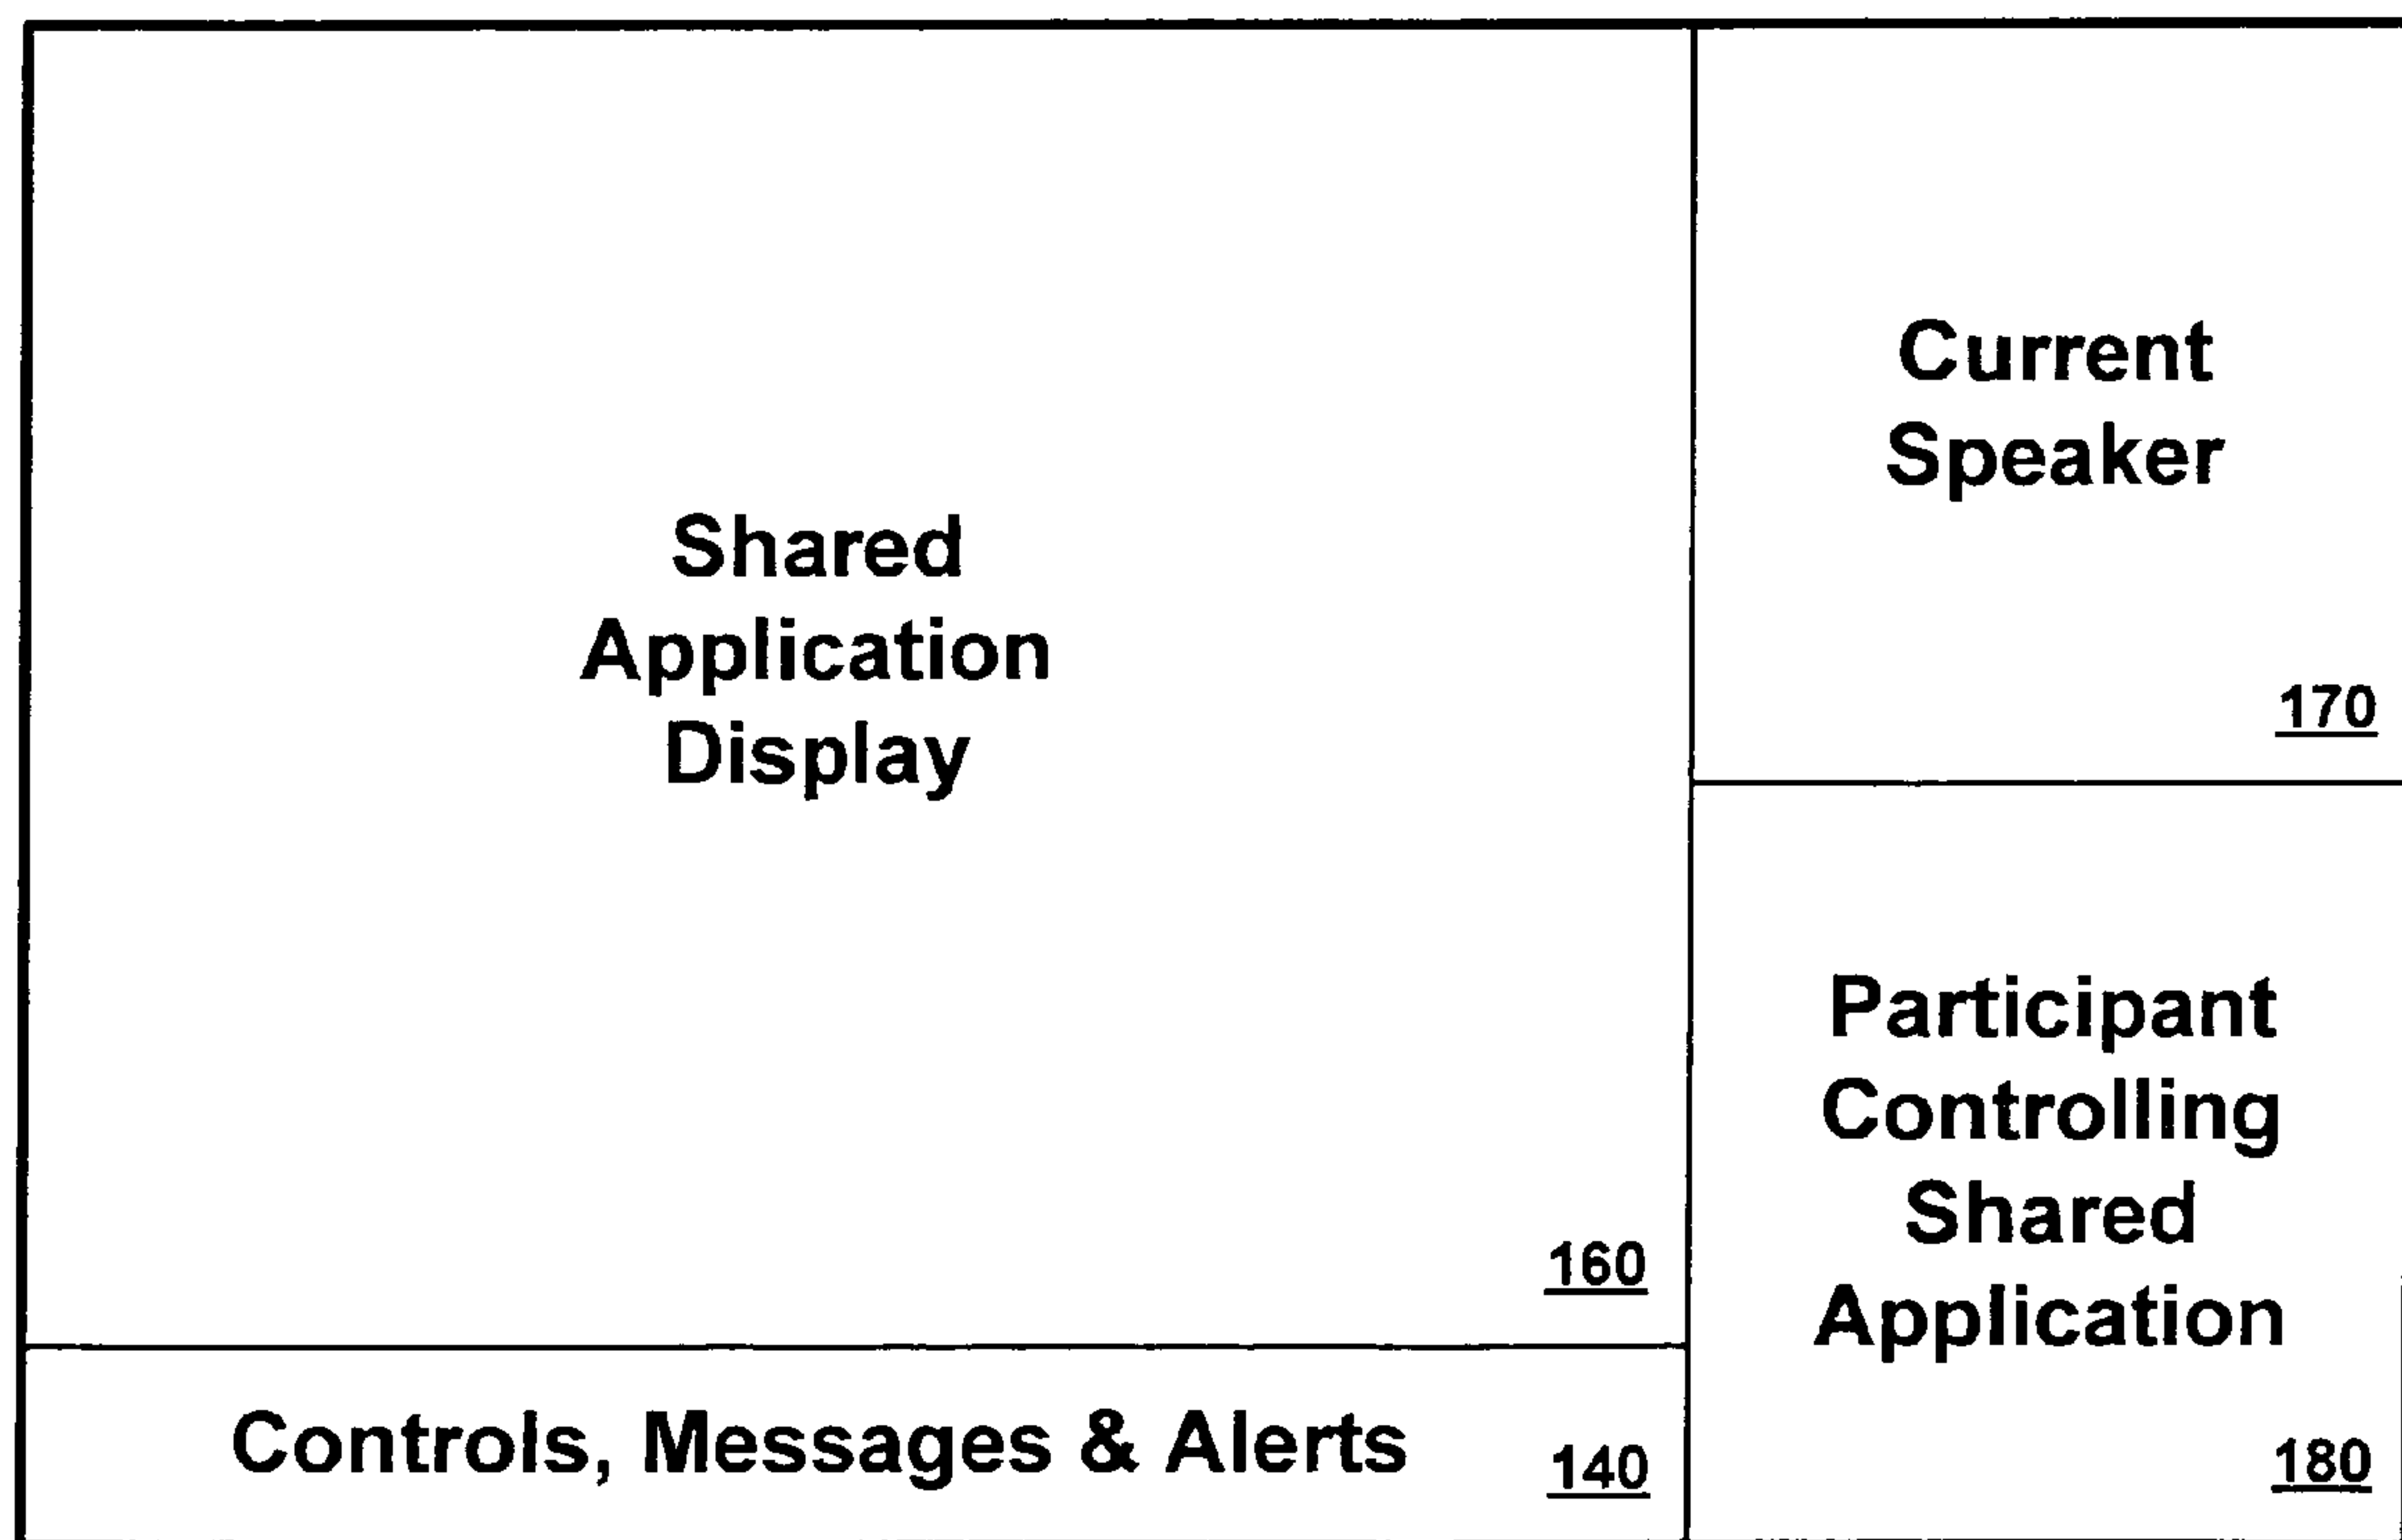 Shared
Application
Display
160
Controls, Messages & Alerts
140
Current
Speaker
170
Participant
Controlling
Shared
Application
180